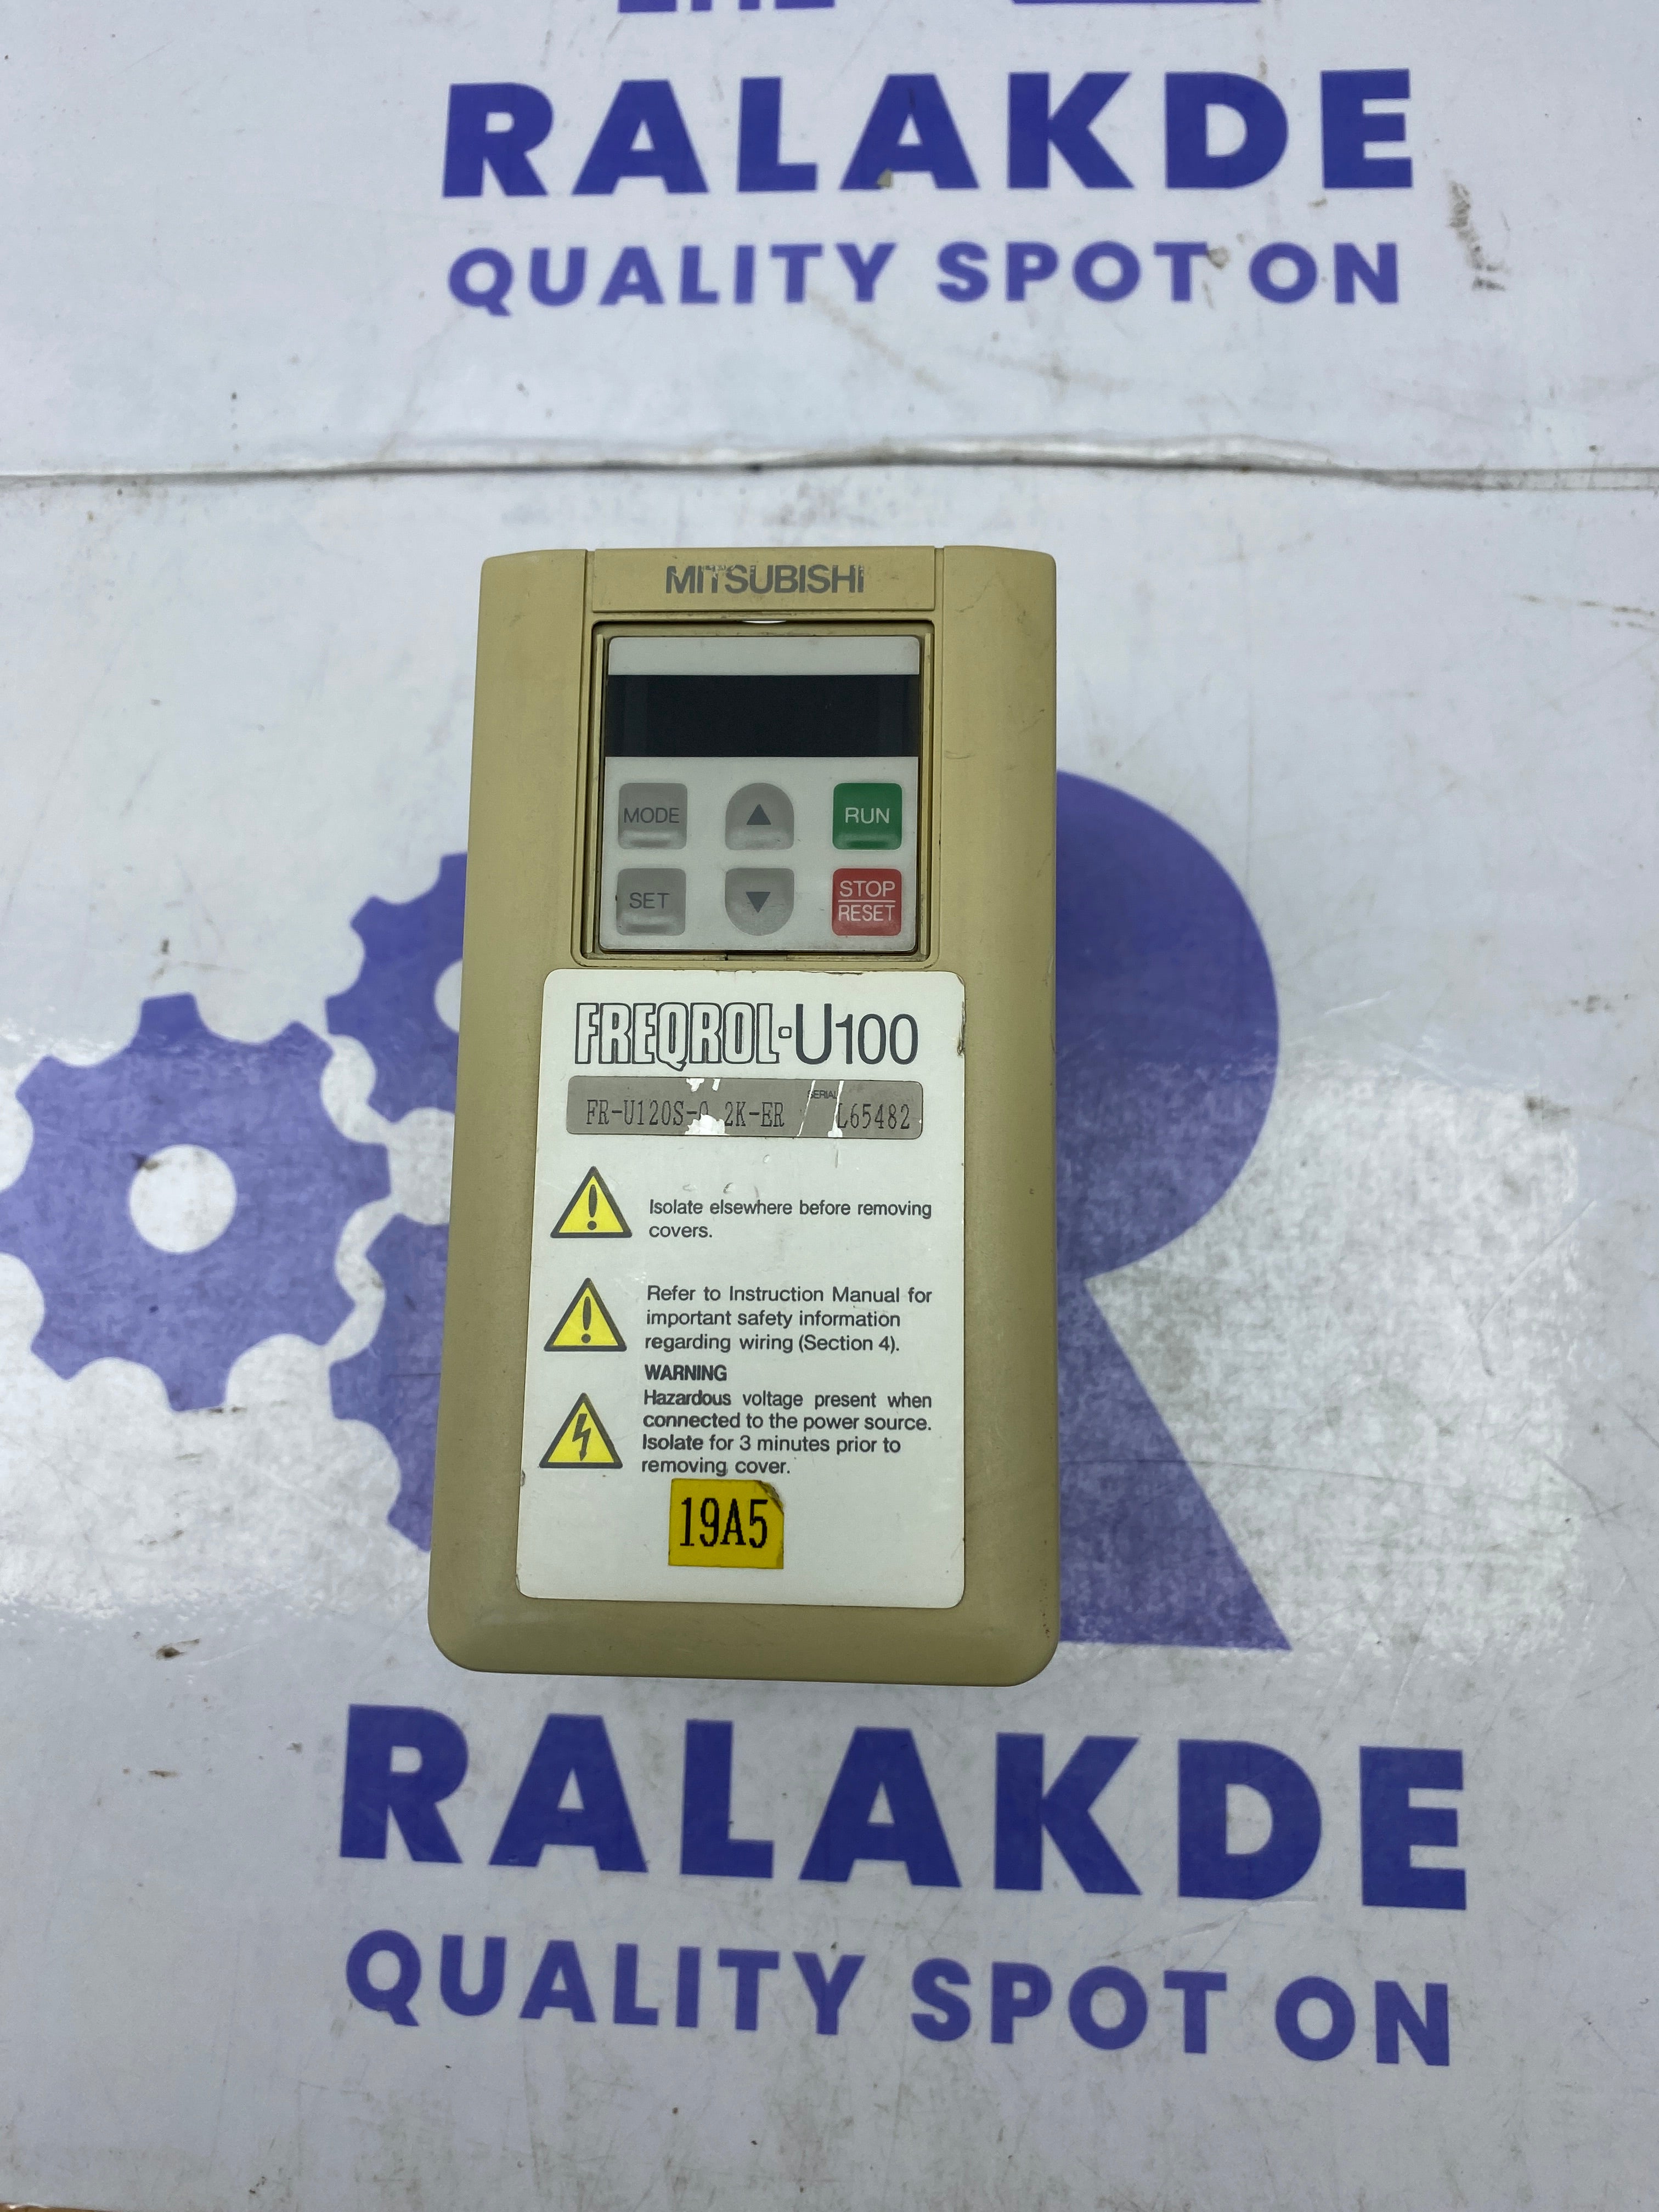 RALAKDE
QUALITY SPOT ON
MITSUBISHI
MODE
RUN
SET
STOP
RESET
FREQROL-U100
FR-U120S-0.2K-ER SERIAL L65482
Isolate elsewhere before removing
covers.
Refer to Instruction Manual for
important safety information
regarding wiring (Section 4).
WARNING
Hazardous voltage present when
connected to the power source.
Isolate for 3 minutes prior to
removing cover.
19A5
RALAKDE
QUALITY SPOT ON